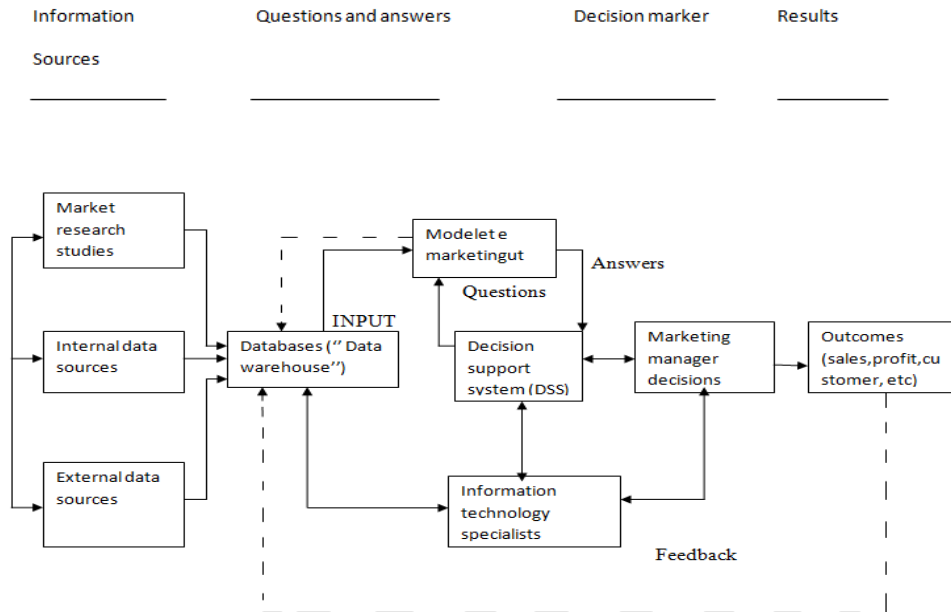 Information
Sources
Questions and answers
Decision marker
Results
Market
research
studies
Internal data
sources
External data
sources
Databases (‘’ Data
warehouse’’)
INPUT
Modelet e
marketingut
Questions
Answers
Decision
support
system (DSS)
Information
technology
specialists
Marketing
manager
decisions
Outcomes
(sales,profit,cu
stomer, etc)
Feedback